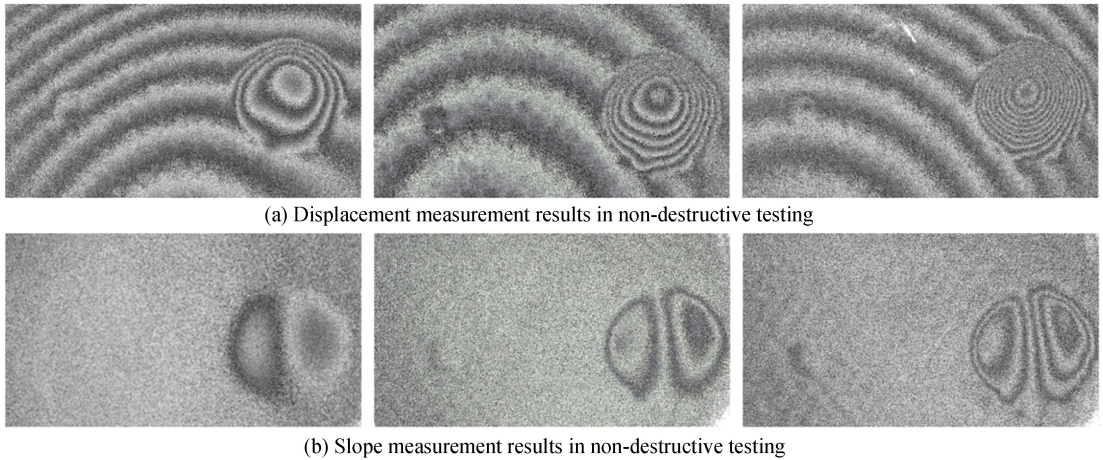 (a) Displacement measurement results in non-destructive testing
(b) Slope measurement results in non-destructive testing